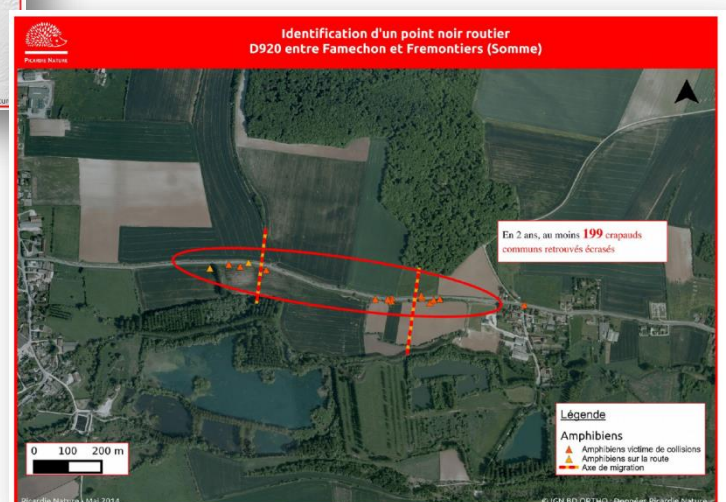 Identification d'un point noir routier
D920 entre Famechon et Fremontiers (Somme)
PICARDIE NATURE
En 2 ans, au moins 199 crapauds
communs retrouvés écrasés
Légende
Amphibiens
Amphibiens victime de collisions
Amphibiens sur la route
Axe de migration
0 100 200 m
Picardie Nature - Mai 2014
© IGN BD ORTHO - Données Picardie Nature